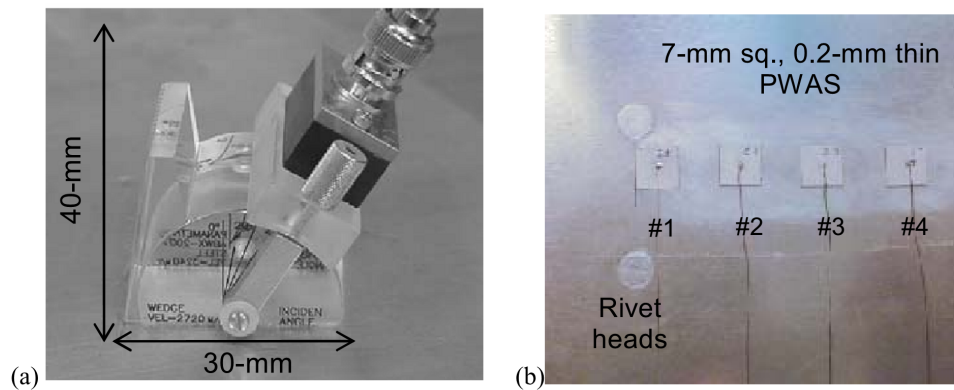 40-mm
WEDGE
VEL-2720
INCIDEN
ANGLE
30-mm
(a)
7-mm sq., 0.2-mm thin
PWAS
#1 #2 #3 #4
Rivet
heads
(b)